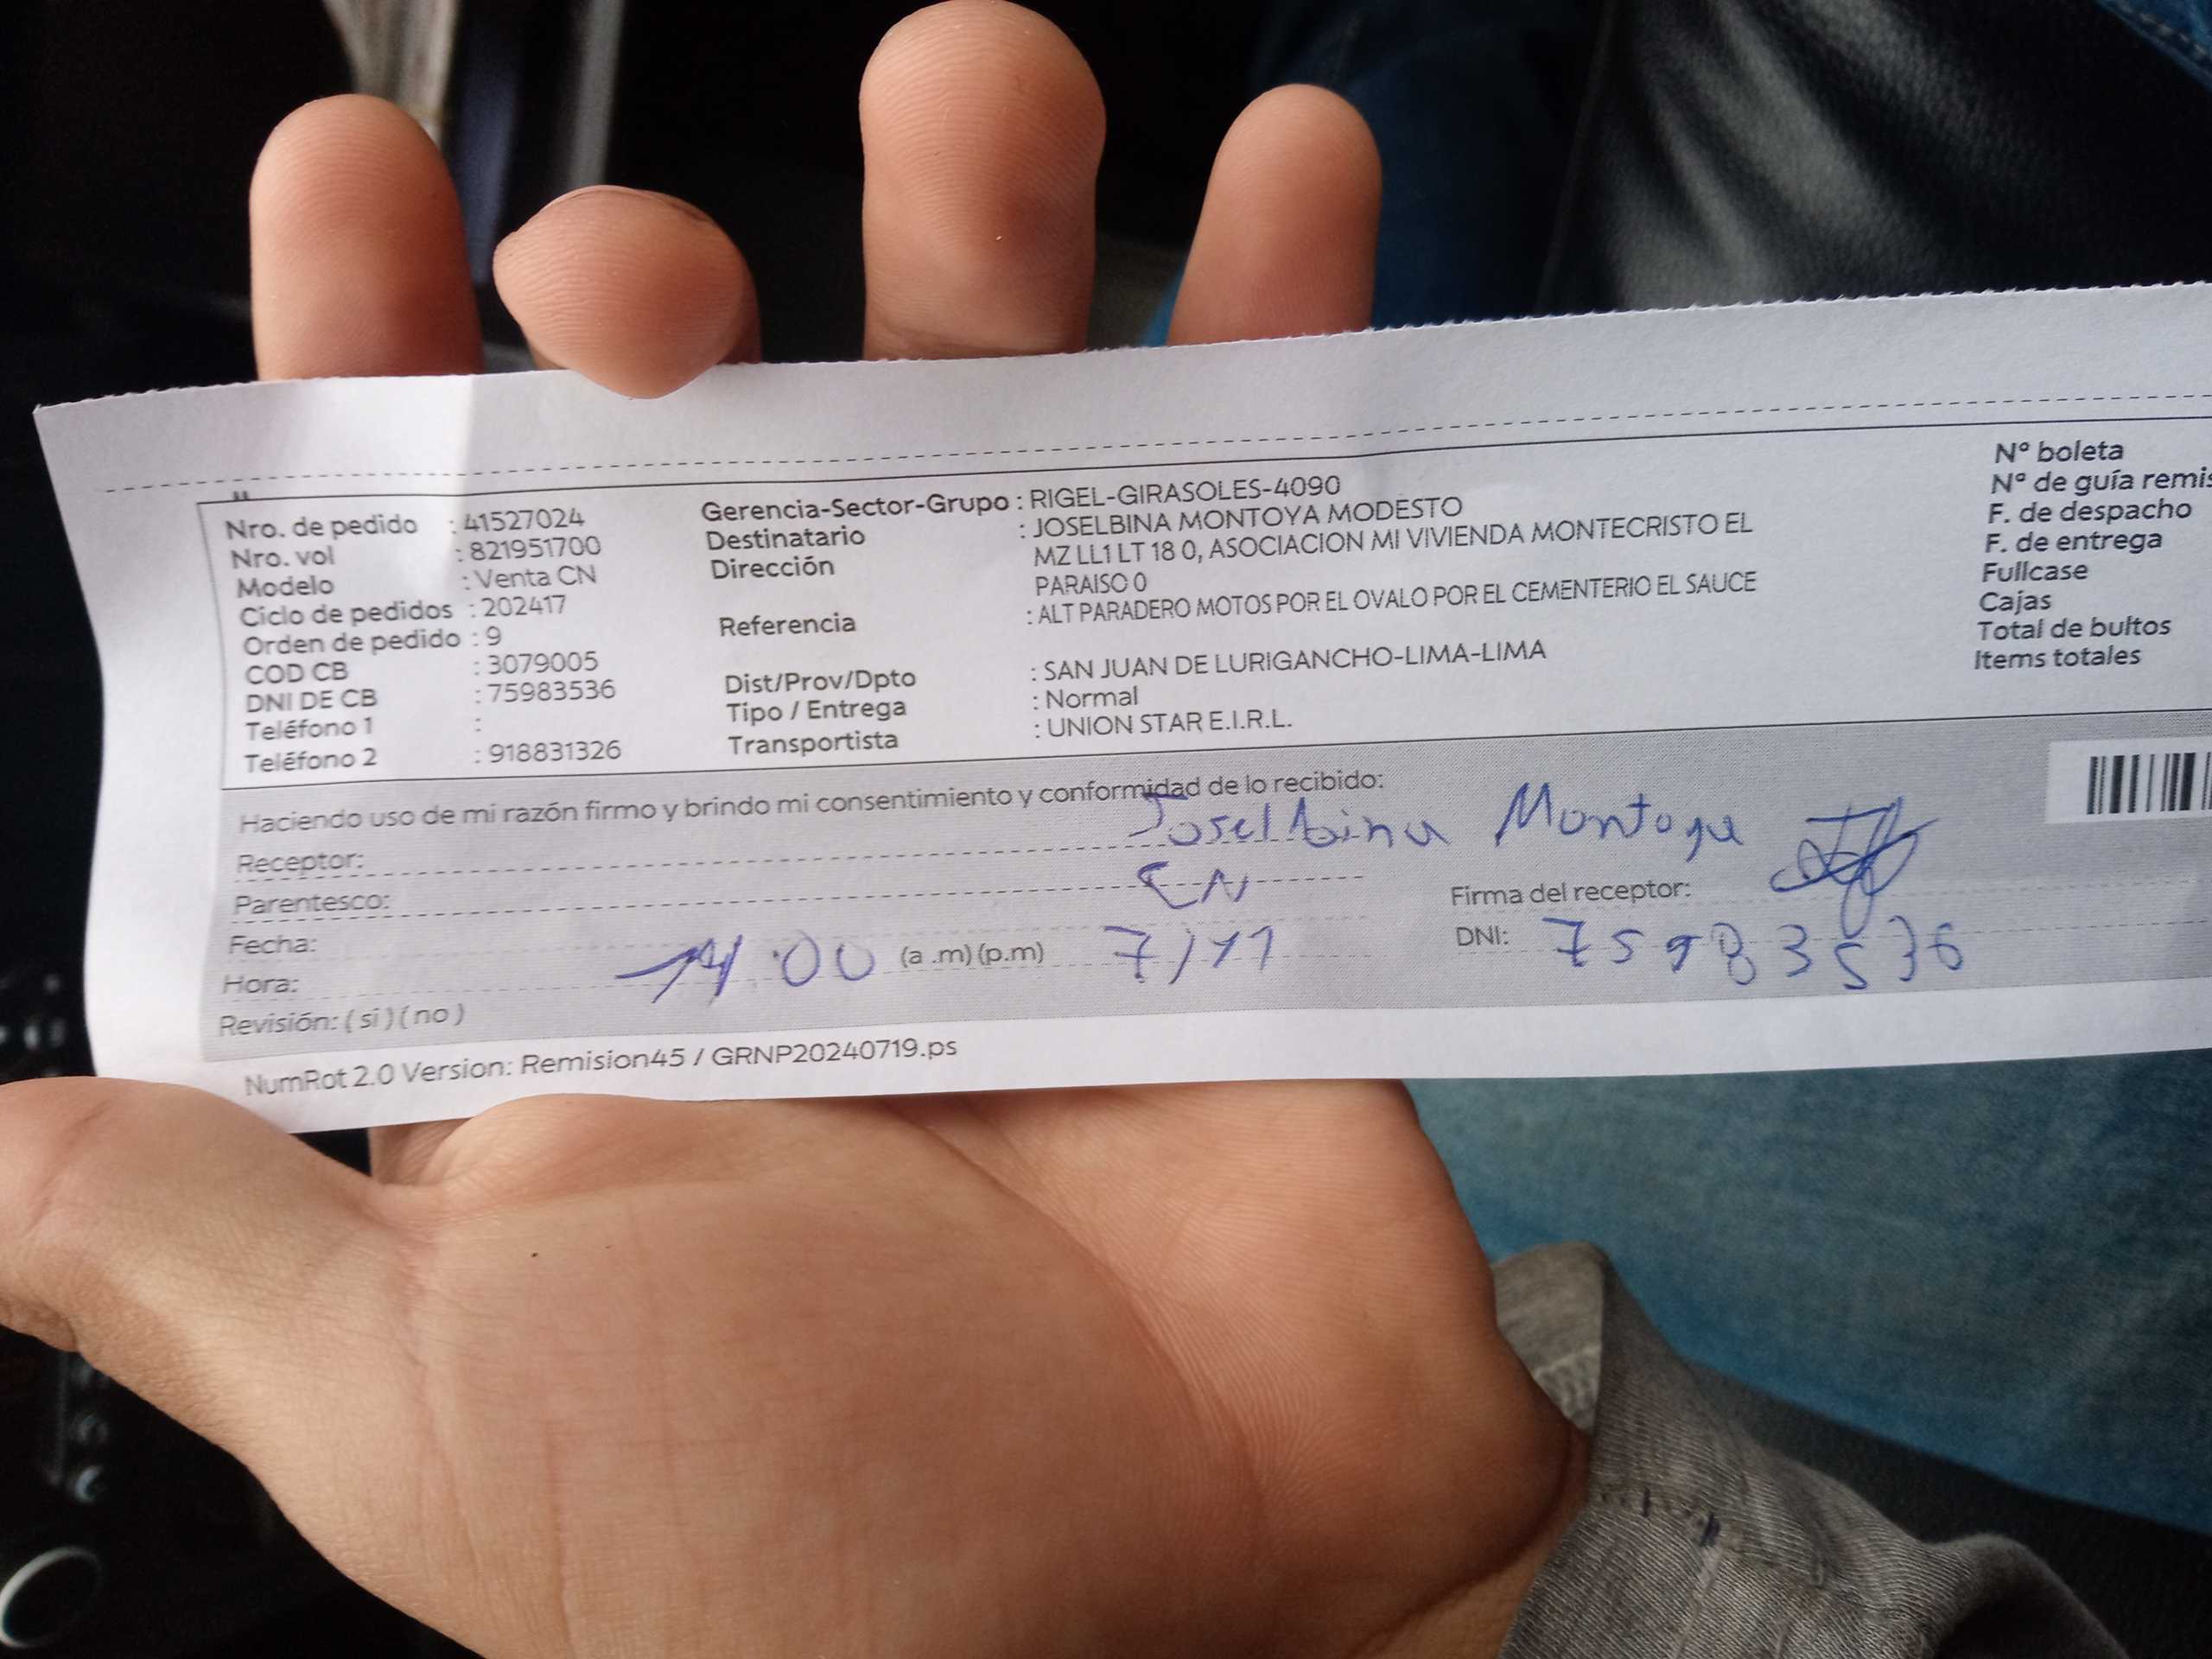 Nro. de pedido : 41527024
Nro. vol : 821951700
Modelo : Venta CN
Ciclo de pedidos : 202417
Orden de pedido : 9
COD CB : 3079005
DNI DE CB : 75983536
Teléfono 1 :
Teléfono 2 : 918831326
Gerencia-Sector-Grupo : RIGEL-GIRASOLES-4090
Destinatario : JOSELBINA MONTOYA MODESTO
Dirección MZ LL1 LT 18 0, ASOCIACION MI VIVIENDA MONTECRISTO EL
PARAISO 0
Referencia : ALT PARADERO MOTOS POR EL OVALO POR EL CEMENTERIO EL SAUCE
Dist/Prov/Dpto : SAN JUAN DE LURIGANCHO-LIMA-LIMA
Tipo / Entrega : Normal
Transportista : UNION STAR E.I.R.L.
Nº boleta
Nº de guía remis
F. de despacho
F. de entrega
Fullcase
Cajas
Total de bultos
Items totales
Haciendo uso de mi razón firmo y brindo mi consentimiento y conformidad de lo recibido:
Receptor: Joselbina Montoya
Parentesco: CN
Firma del receptor:
Fecha: 7/11
Hora: 14:00 (a .m) (p.m)
DNI: 75983536
Revisión: ( si ) ( no )
NumRot 2.0 Version: Remision45 / GRNP20240719.ps